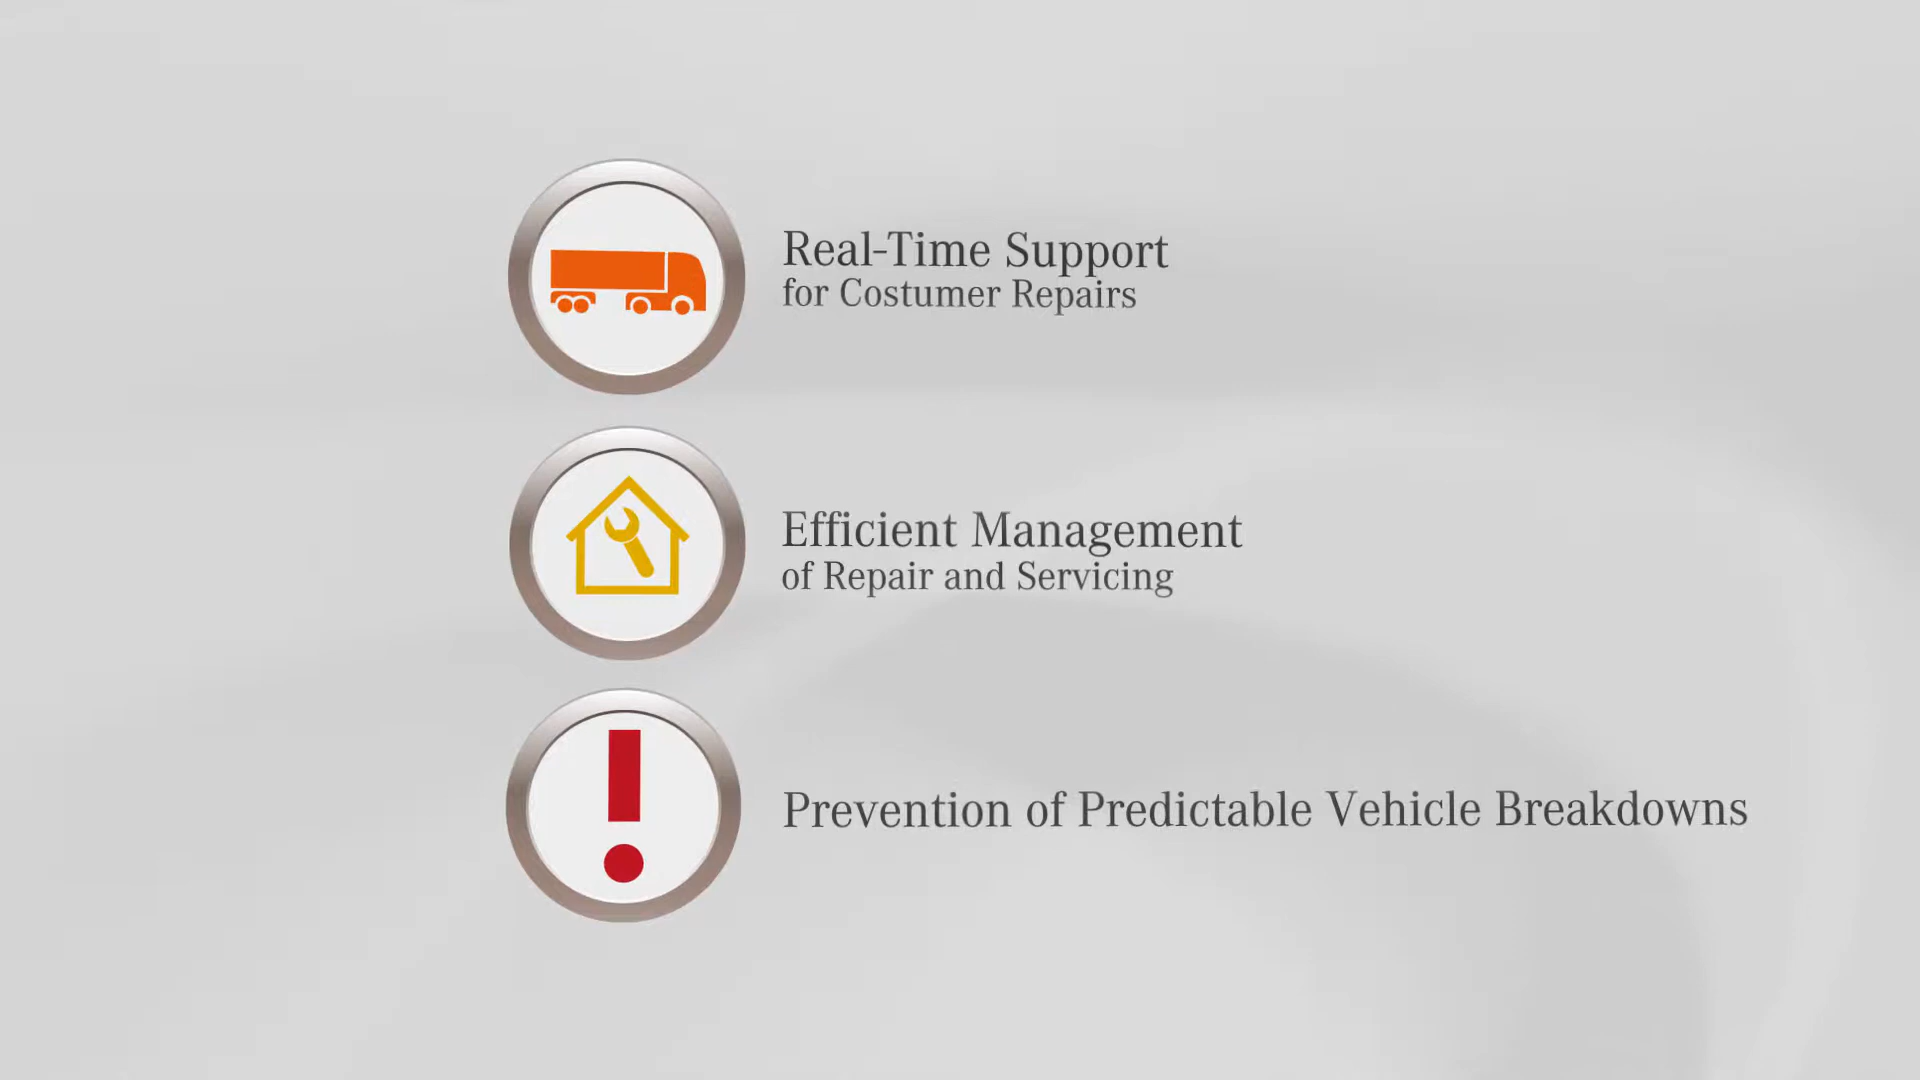 Real-Time Support
for Costumer Repairs
Efficient Management
of Repair and Servicing
Prevention of Predictable Vehicle Breakdowns